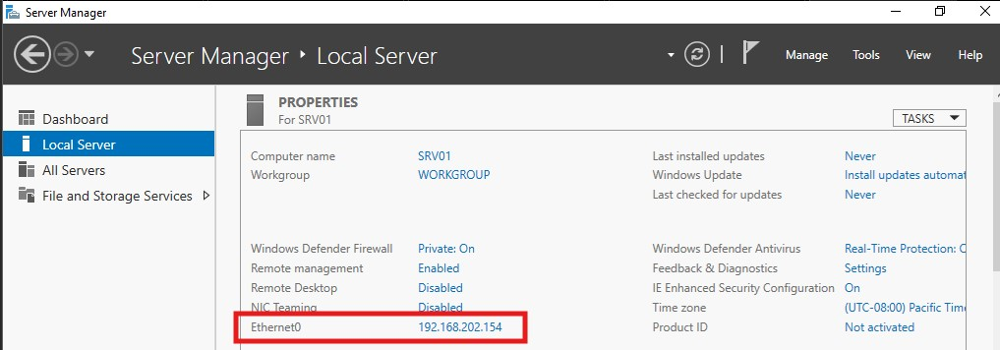 Server Manager
Server Manager ‣ Local Server
Manage Tools View Help
Dashboard
Local Server
All Servers
File and Storage Services
PROPERTIES
For SRV01
TASKS
Computer name SRV01
Workgroup WORKGROUP
Last installed updates Never
Windows Update Install updates automat
Last checked for updates Never
Windows Defender Firewall Private: On
Remote management Enabled
Remote Desktop Disabled
NIC Teaming Disabled
Ethernet0 192.168.202.154
Windows Defender Antivirus Real-Time Protection:
Feedback & Diagnostics Settings
IE Enhanced Security Configuration On
Time zone (UTC-08:00) Pacific Tim
Product ID Not activated